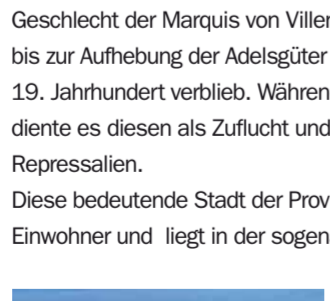 Geschlecht der Marquis von Viller
bis zur Aufhebung der Adelsgüter
19. Jahrhundert verblieb. Währen
diente es diesen als Zuflucht und
Repressalien.
Diese bedeutende Stadt der Prov
Einwohner und liegt in der sogen